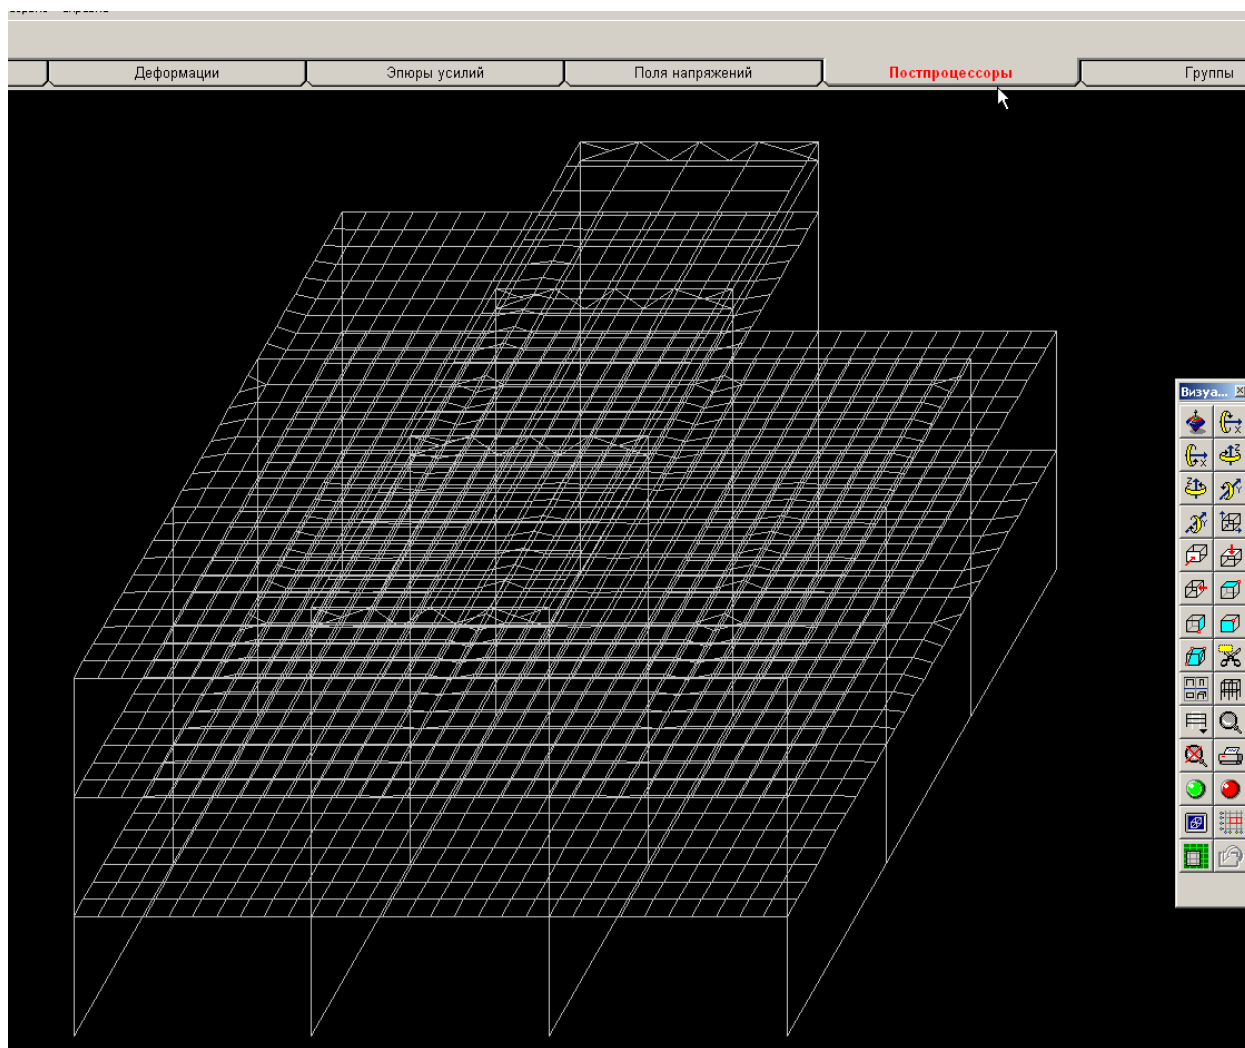 Деформации
Эпюры усилий
Поля напряжений
Постпроцессоры
Группы
Визуа...